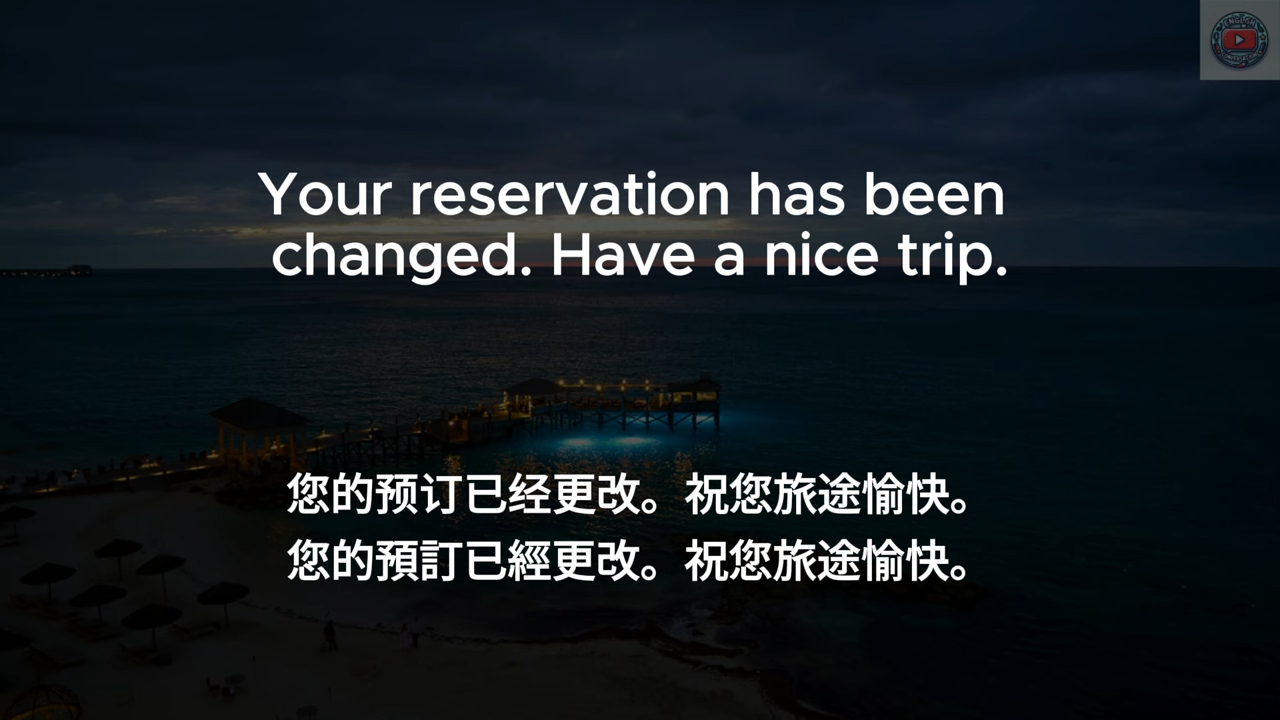 Your reservation has been
changed. Have a nice trip.
您的预订已经更改。祝您旅途愉快。
您的預訂已經更改。祝您旅途愉快。